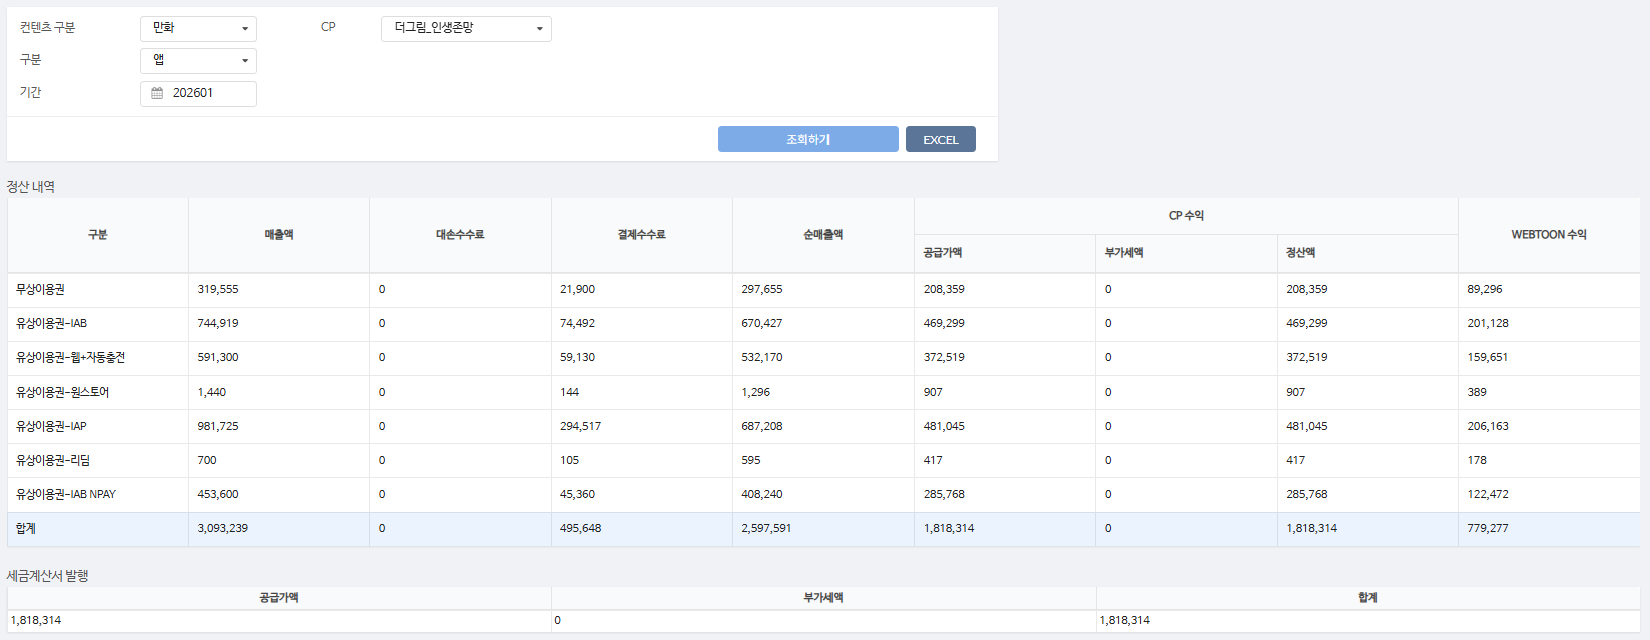 컨텐츠 구분 만화 CP 더그림_인생존망
구분 앱
기간 202601
조회하기 EXCEL
정산 내역
구분 매출액 대손수수료 결제수수료 순매출액 CP 수익 WEBTOON 수익
공급가액 부가세액 정산액
무상이용권 319,555 0 21,900 297,655 208,359 0 208,359 89,296
유상이용권-IAB 744,919 0 74,492 670,427 469,299 0 469,299 201,128
유상이용권-웹+자동충전 591,300 0 59,130 532,170 372,519 0 372,519 159,651
유상이용권-원스토어 1,440 0 144 1,296 907 0 907 389
유상이용권-IAP 981,725 0 294,517 687,208 481,045 0 481,045 206,163
유상이용권-리딤 700 0 105 595 417 0 417 178
유상이용권-IAB NPAY 453,600 0 45,360 408,240 285,768 0 285,768 122,472
합계 3,093,239 0 495,648 2,597,591 1,818,314 0 1,818,314 779,277
세금계산서 발행
공급가액 부가세액 합계
1,818,314 0 1,818,314